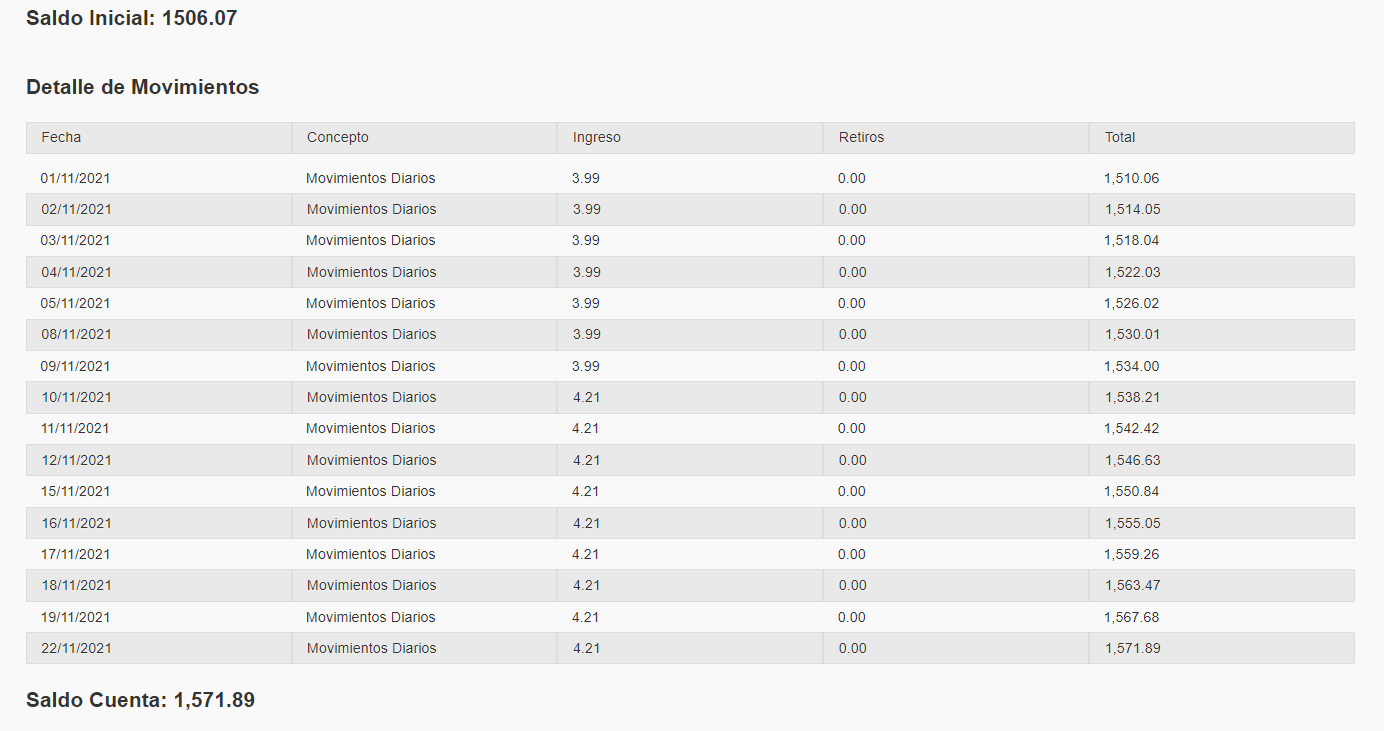 Saldo Inicial: 1506.07
Detalle de Movimientos
Fecha Concepto Ingreso Retiros Total
01/11/2021 Movimientos Diarios 3.99 0.00 1,510.06
02/11/2021 Movimientos Diarios 3.99 0.00 1,514.05
03/11/2021 Movimientos Diarios 3.99 0.00 1,518.04
04/11/2021 Movimientos Diarios 3.99 0.00 1,522.03
05/11/2021 Movimientos Diarios 3.99 0.00 1,526.02
08/11/2021 Movimientos Diarios 3.99 0.00 1,530.01
09/11/2021 Movimientos Diarios 3.99 0.00 1,534.00
10/11/2021 Movimientos Diarios 4.21 0.00 1,538.21
11/11/2021 Movimientos Diarios 4.21 0.00 1,542.42
12/11/2021 Movimientos Diarios 4.21 0.00 1,546.63
15/11/2021 Movimientos Diarios 4.21 0.00 1,550.84
16/11/2021 Movimientos Diarios 4.21 0.00 1,555.05
17/11/2021 Movimientos Diarios 4.21 0.00 1,559.26
18/11/2021 Movimientos Diarios 4.21 0.00 1,563.47
19/11/2021 Movimientos Diarios 4.21 0.00 1,567.68
22/11/2021 Movimientos Diarios 4.21 0.00 1,571.89
Saldo Cuenta: 1,571.89